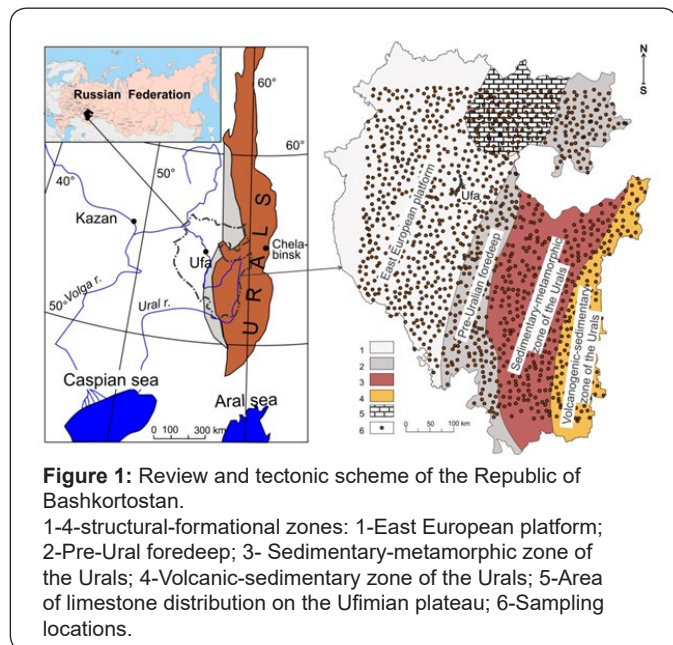 Russian Federation
60°
60°
50°
40°
Kazan
Ufa
Chela-
binsk
URALS
Volga r.
50°
Ural r.
Caspian sea
Aral sea
0 100 300 km
N
S
Ufa
East European platform
Pre-Uralian foredeep
Sedimentary-metamorphic
zone of the Urals
Volcanogenic-sedimentary
zone of the Urals
1
2
3
4
5
6
0 50 100 km
Figure 1: Review and tectonic scheme of the Republic of
Bashkortostan.
1-4-structural-formational zones: 1-East European platform;
2-Pre-Ural foredeep; 3- Sedimentary-metamorphic zone of
the Urals; 4-Volcanic-sedimentary zone of the Urals; 5-Area
of limestone distribution on the Ufimian plateau; 6-Sampling
locations.